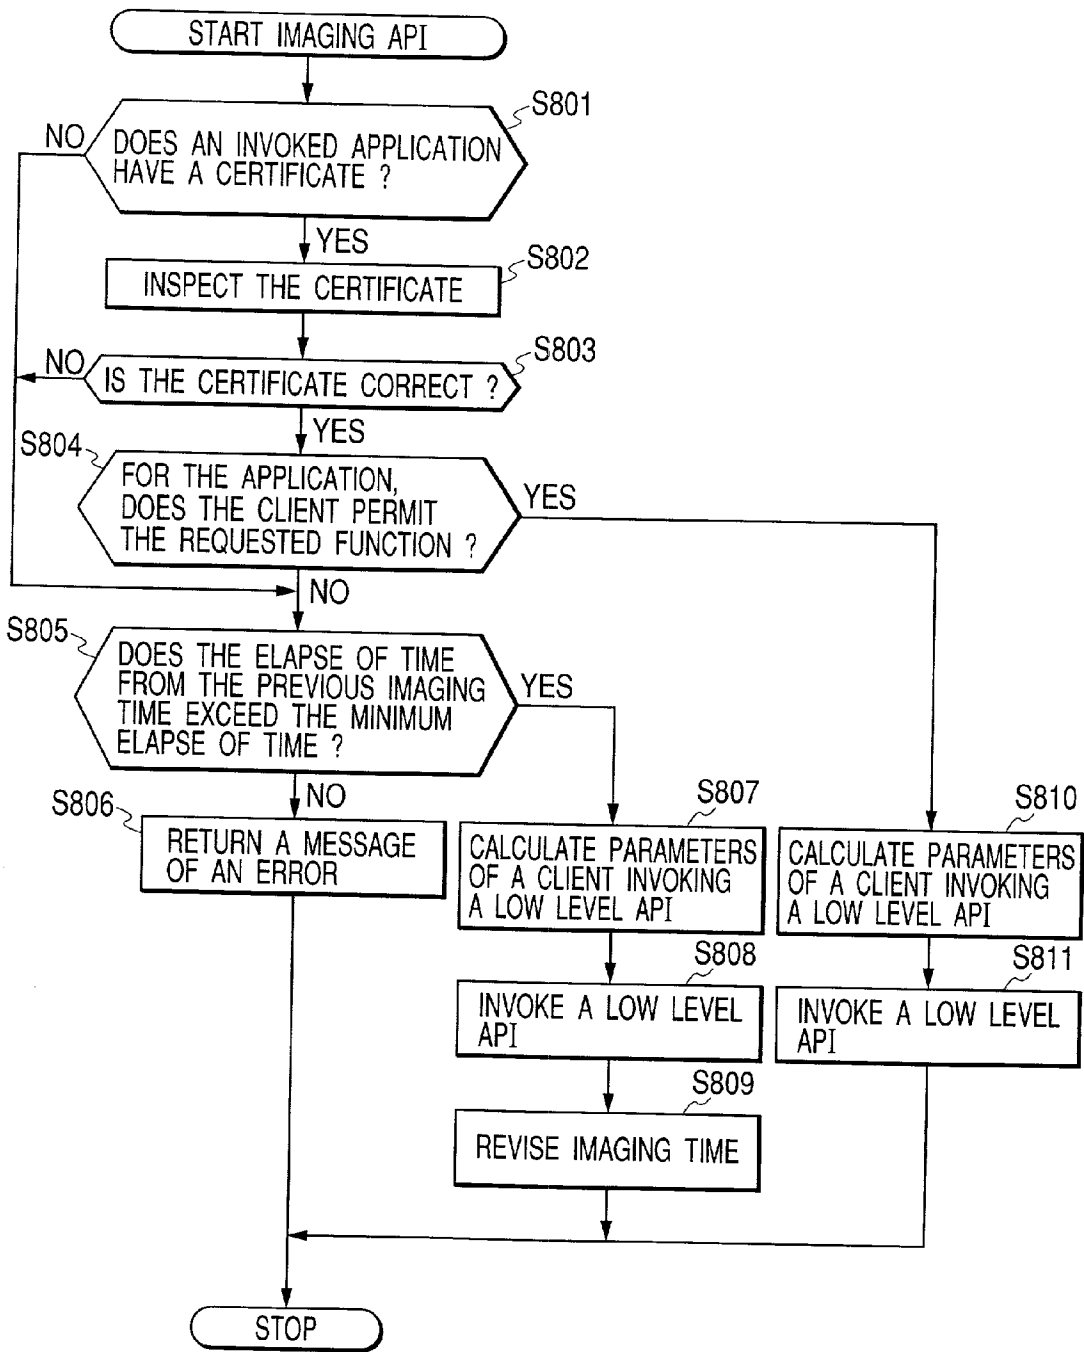 START IMAGING API
S801
NO
DOES AN INVOKED APPLICATION
HAVE A CERTIFICATE ?
YES
S802
INSPECT THE CERTIFICATE
S803
NO
IS THE CERTIFICATE CORRECT ?
YES
S804
FOR THE APPLICATION,
DOES THE CLIENT PERMIT
THE REQUESTED FUNCTION ?
YES
NO
S805
DOES THE ELAPSE OF TIME
FROM THE PREVIOUS IMAGING
TIME EXCEED THE MINIMUM
ELAPSE OF TIME ?
YES
NO
S806
RETURN A MESSAGE
OF AN ERROR
S807
CALCULATE PARAMETERS
OF A CLIENT INVOKING
A LOW LEVEL API
S810
CALCULATE PARAMETERS
OF A CLIENT INVOKING
A LOW LEVEL API
S808
INVOKE A LOW LEVEL
API
S811
INVOKE A LOW LEVEL
API
S809
REVISE IMAGING TIME
STOP